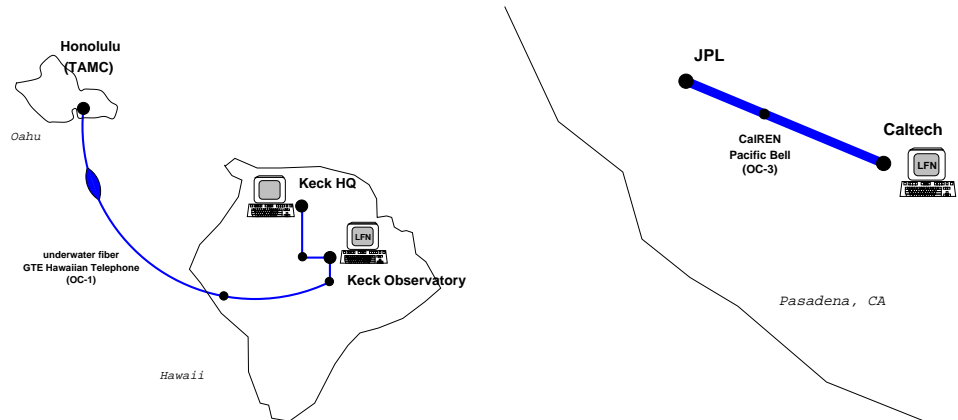 Honolulu
(TAMC)
Oahu
underwater fiber
GTE Hawaiian Telephone
(OC-1)
Keck HQ
LFN
Keck Observatory
Hawaii
JPL
CalREN
Pacific Bell
(OC-3)
Caltech
LFN
Pasadena, CA